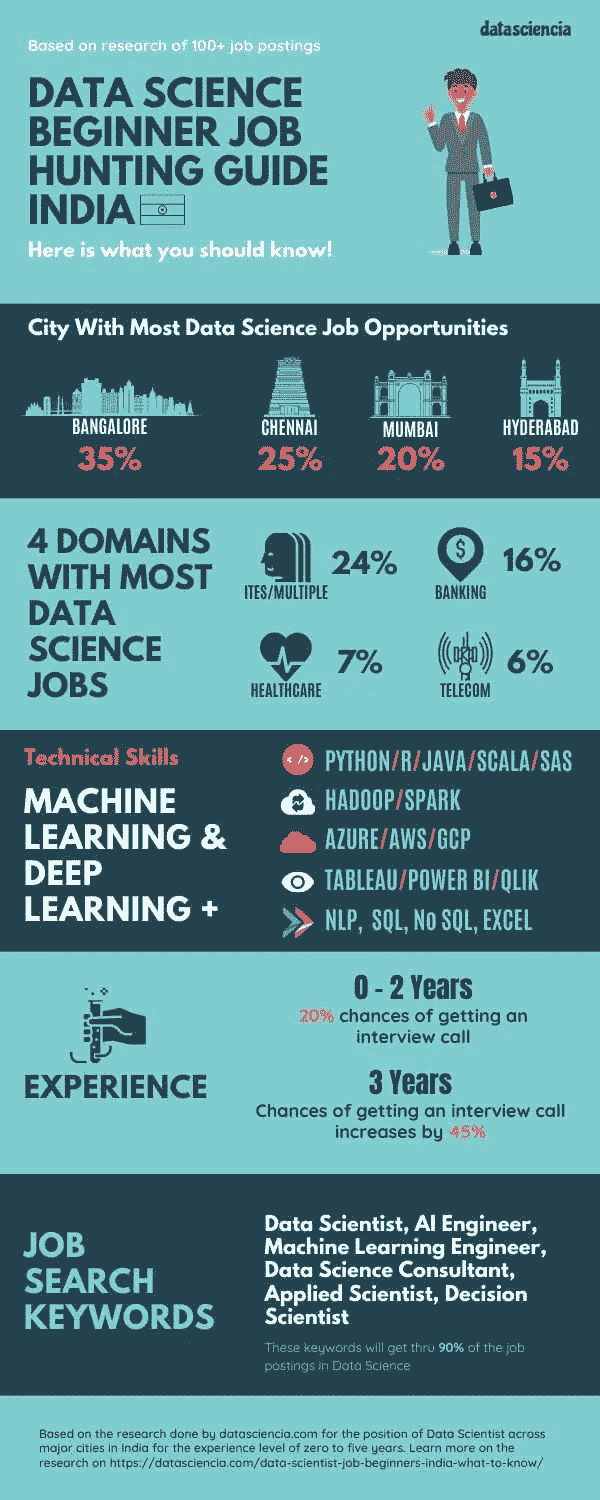 datasciencia
Based on research of 100+ job postings
DATA SCIENCE
BEGINNER JOB
HUNTING GUIDE
INDIA
Here is what you should know!
City With Most Data Science Job Opportunities
BANGALORE
35%
CHENNAI
25%
MUMBAI
20%
HYDERABAD
15%
4 DOMAINS
WITH MOST
DATA
SCIENCE
JOBS
24%
ITES/MULTIPLE
16%
BANKING
7%
HEALTHCARE
6%
TELECOM
Technical Skills
MACHINE
LEARNING &
DEEP
LEARNING +
</> PYTHON/R/JAVA/SCALA/SAS
HADOOP/SPARK
AZURE/AWS/GCP
TABLEAU/POWER BI/QLIK
NLP, SQL, No SQL, EXCEL
EXPERIENCE
0 - 2 Years
20% chances of getting an
interview call
3 Years
Chances of getting an interview call
increases by 45%
JOB
SEARCH
KEYWORDS
Data Scientist, AI Engineer,
Machine Learning Engineer,
Data Science Consultant,
Applied Scientist, Decision
Scientist
These keywords will get thru 90% of the job
postings in Data Science
Based on the research done by datasciencia.com for the position of Data Scientist across
major cities in India for the experience level of zero to five years. Learn more on the
research on https://datasciencia.com/data-scientist-job-beginners-india-what-to-know/